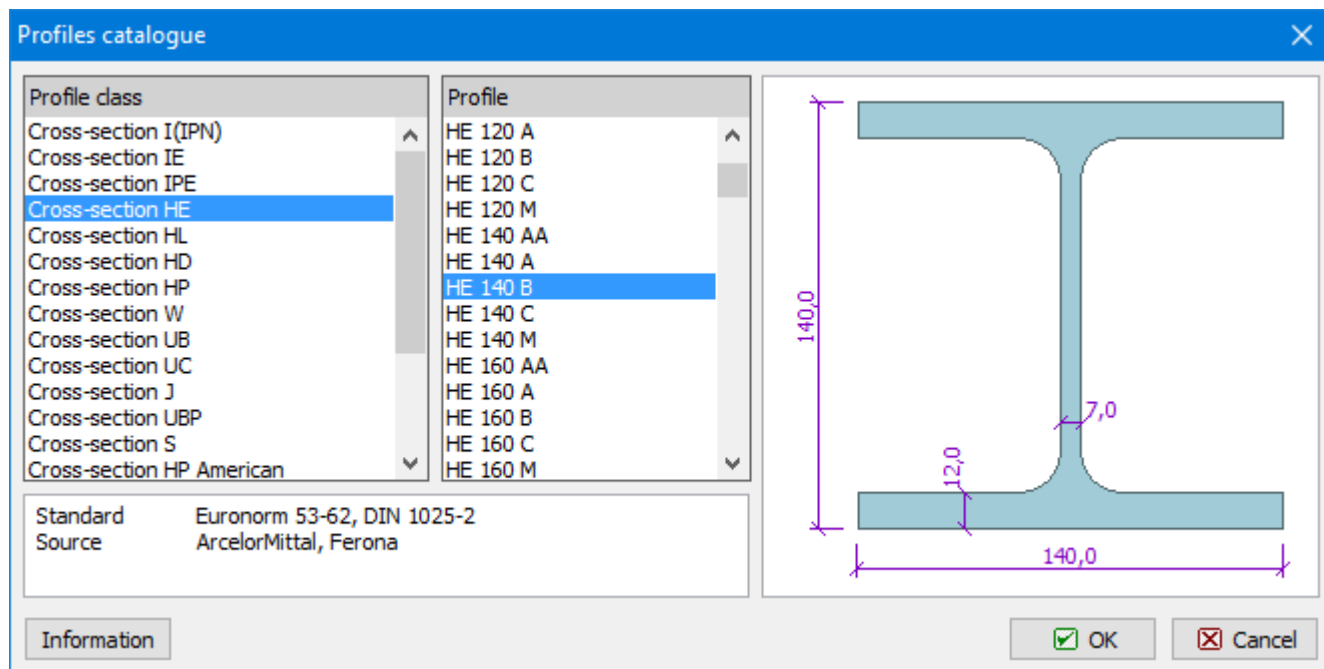 Profiles catalogue
Profile class
Cross-section I(IPN)
Cross-section IE
Cross-section IPE
Cross-section HE
Cross-section HL
Cross-section HD
Cross-section HP
Cross-section W
Cross-section UB
Cross-section UC
Cross-section J
Cross-section UBP
Cross-section S
Cross-section HP American
Profile
HE 120 A
HE 120 B
HE 120 C
HE 120 M
HE 140 AA
HE 140 A
HE 140 B
HE 140 C
HE 140 M
HE 160 AA
HE 160 A
HE 160 B
HE 160 C
HE 160 M
140,0
7,0
12,0
140,0
Standard Euronorm 53-62, DIN 1025-2
Source ArcelorMittal, Ferona
Information
OK
Cancel